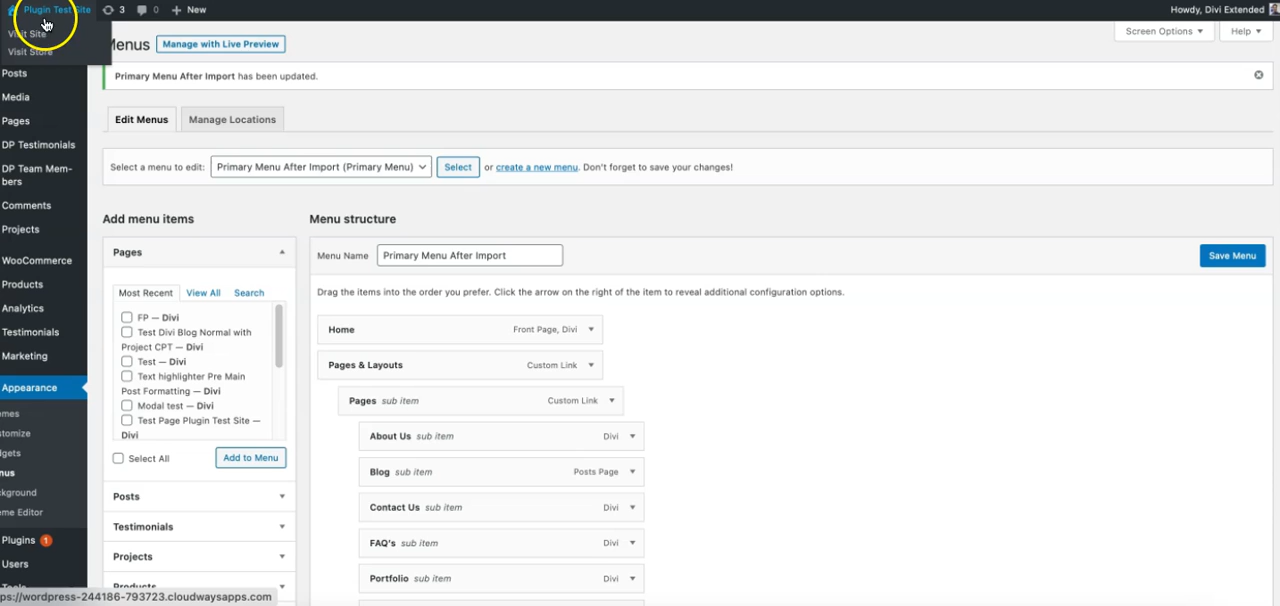 Plugin Test Site 3 0 New Howdy, Divi Extended
Visit Site
Visit Store
Menus Manage with Live Preview Screen Options ▼ Help ▼
Primary Menu After Import has been updated.
Posts
Media
Pages
DP Testimonials
DP Team Mem-
bers
Comments
Projects
WooCommerce
Products
Analytics
Testimonials
Marketing
Appearance
emes
stomize
dgets
nus
ckground
eme Editor
Plugins 1
Users
Tools
ps://wordpress-244186-793723.cloudwaysapps.com
Edit Menus Manage Locations
Select a menu to edit: Primary Menu After Import (Primary Menu) Select or create a new menu. Don't forget to save your changes!
Add menu items
Pages
Most Recent View All Search
FP — Divi
Test Divi Blog Normal with
Project CPT — Divi
Test — Divi
Text highlighter Pre Main
Post Formatting — Divi
Modal test — Divi
Test Page Plugin Test Site —
Divi
Select All Add to Menu
Posts
Testimonials
Projects
Products
Menu structure
Menu Name Primary Menu After Import Save Menu
Drag the items into the order you prefer. Click the arrow on the right of the item to reveal additional configuration options.
Home Front Page, Divi
Pages & Layouts Custom Link
Pages sub item Custom Link
About Us sub item Divi
Blog sub item Posts Page
Contact Us sub item Divi
FAQ's sub item Divi
Portfolio sub item Divi